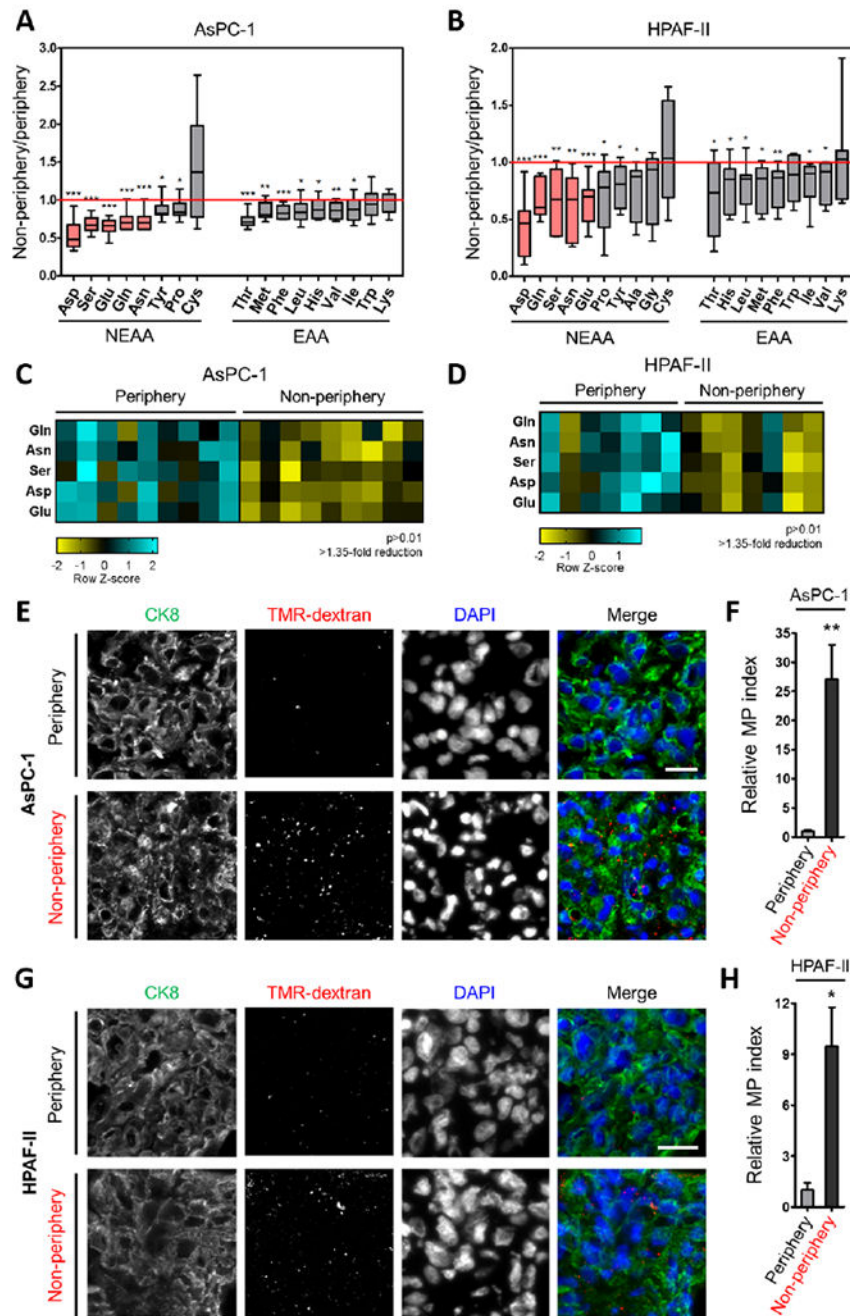 A
AsPC-1
Non-periphery/periphery
3.0
2.5
2.0
1.5
1.0
0.5
0.0
*** *** *** *** *** * *
*** ** *** * * ** *
Asp Ser Glu Gln Asn Tyr Pro Cys
Thr Met Phe Leu His Val Ile Trp Lys
NEAA EAA
B
HPAF-II
Non-periphery/periphery
2.0
1.5
1.0
0.5
0.0
*** *** ** ** *** * * *
* * * * ** * *
Asp Gln Ser Asn Glu Pro Tyr Ala Gly Cys
Thr His Leu Met Phe Trp Ile Val Lys
NEAA EAA
C
AsPC-1
Periphery Non-periphery
Gln
Asn
Ser
Asp
Glu
-2 -1 0 1 2
Row Z-score
p>0.01
>1.35-fold reduction
D
HPAF-II
Periphery Non-periphery
Gln
Asn
Ser
Asp
Glu
-2 -1 0 1
Row Z-score
p>0.01
>1.35-fold reduction
E
CK8 TMR-dextran DAPI Merge
AsPC-1
Periphery
Non-periphery
F
AsPC-1
**
Relative MP index
35
30
25
20
15
10
5
0
Periphery
Non-periphery
G
CK8 TMR-dextran DAPI Merge
HPAF-II
Periphery
Non-periphery
H
HPAF-II
*
Relative MP index
12
9
6
3
0
Periphery
Non-periphery